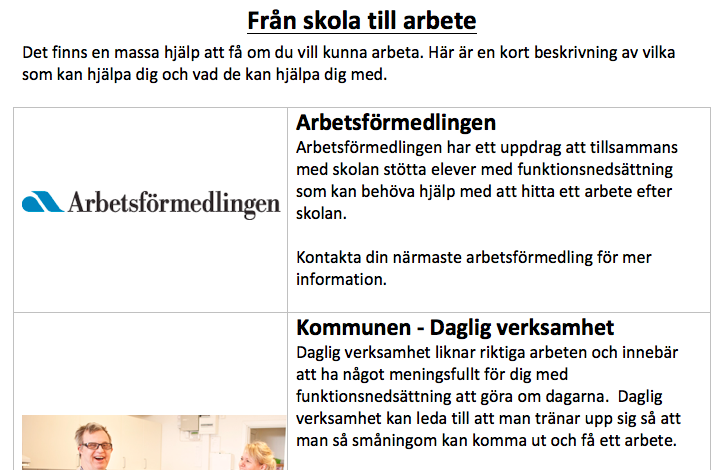 Från skola till arbete
Det finns en massa hjälp att få om du vill kunna arbeta. Här är en kort beskrivning av vilka
som kan hjälpa dig och vad de kan hjälpa dig med.
Arbetsförmedlingen
Arbetsförmedlingen
Arbetsförmedlingen har ett uppdrag att tillsammans
med skolan stötta elever med funktionsnedsättning
som kan behöva hjälp med att hitta ett arbete efter
skolan.
Kontakta din närmaste arbetsförmedling för mer
information.
Kommunen - Daglig verksamhet
Daglig verksamhet liknar riktiga arbeten och innebär
att ha något meningsfullt för dig med
funktionsnedsättning att göra om dagarna.  Daglig
verksamhet kan leda till att man tränar upp sig så att
man så småningom kan komma ut och få ett arbete.